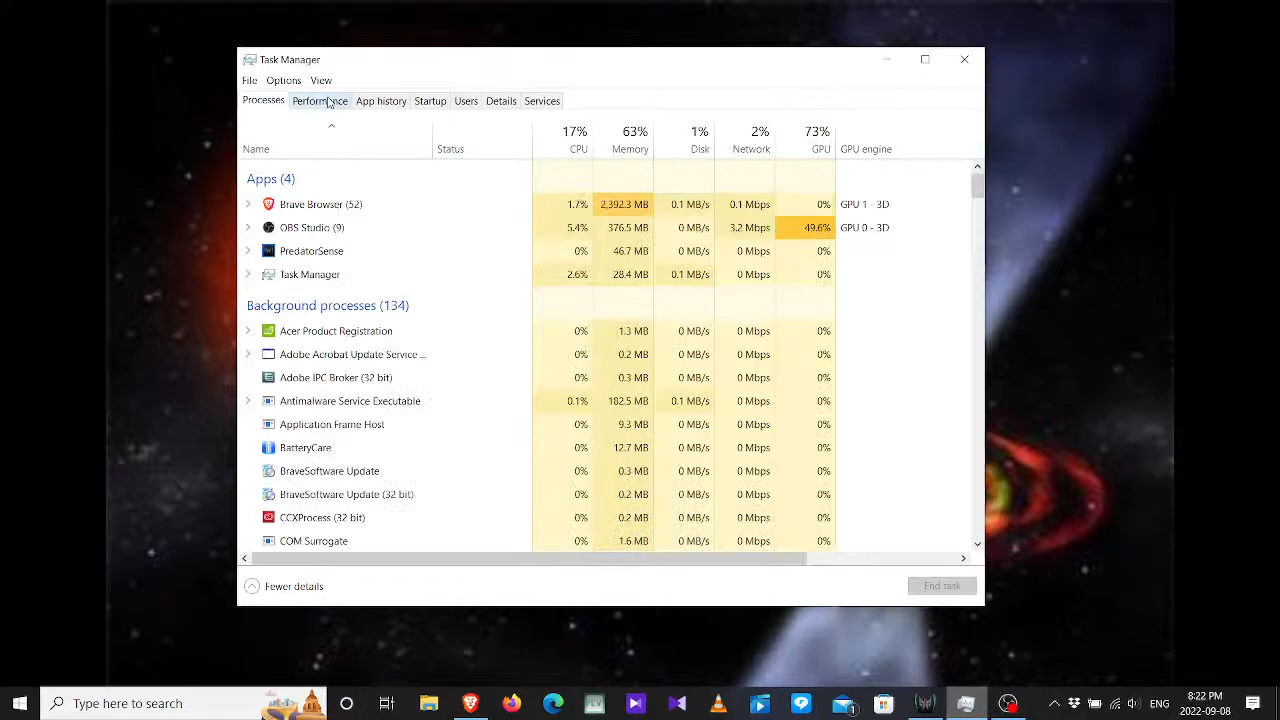 Task Manager
File Options View
Processes Performance App history Startup Users Details Services
17% 63% 1% 2% 73%
Name Status CPU Memory Disk Network GPU GPU engine
Apps (4)
Brave Browser (52) 1.7% 2,392.3 MB 0.1 MB/s 0.1 Mbps 0% GPU 1 - 3D
OBS Studio (9) 5.4% 376.5 MB 0 MB/s 3.2 Mbps 49.6% GPU 0 - 3D
PredatorSense 0% 46.7 MB 0 MB/s 0 Mbps 0%
Task Manager 2.6% 28.4 MB 0.1 MB/s 0 Mbps 0%
Background processes (134)
Acer Product Registration 0% 1.3 MB 0 MB/s 0 Mbps 0%
Adobe Acrobat Update Service ... 0% 0.2 MB 0 MB/s 0 Mbps 0%
Adobe IPC Broker (32 bit) 0% 0.3 MB 0 MB/s 0 Mbps 0%
Antimalware Service Executable 0.1% 182.5 MB 0.1 MB/s 0 Mbps 0%
Application Frame Host 0% 9.3 MB 0 MB/s 0 Mbps 0%
BatteryCare 0% 12.7 MB 0 MB/s 0 Mbps 0%
BraveSoftware Update 0% 0.3 MB 0 MB/s 0 Mbps 0%
BraveSoftware Update (32 bit) 0% 0.2 MB 0 MB/s 0 Mbps 0%
CCXProcess (32 bit) 0% 0.2 MB 0 MB/s 0 Mbps 0%
COM Surrogate 0% 1.6 MB 0 MB/s 0 Mbps 0%
Fewer details End task
Type here to search FLV 1 ENG 8:22 PM
2022-09-08